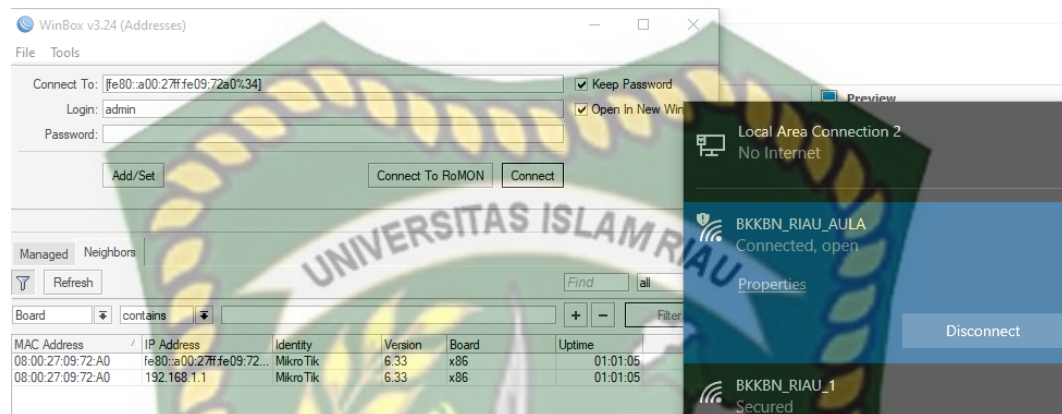 WinBox v3.24 (Addresses)
File Tools
Connect To: [fe80::a00:27ff:fe09:72a0%34]
Keep Password
Login: admin
Open In New Win
Password:
Add/Set
Connect To RoMON
Connect
Managed
Neighbors
Refresh
Find
all
Board
contains
+
-
Filter
MAC Address IP Address Identity Version Board Uptime
08:00:27:09:72:A0 fe80::a00:27ff:fe09:72... MikroTik 6.33 x86 01:01:05
08:00:27:09:72:A0 192.168.1.1 MikroTik 6.33 x86 01:01:05
UNIVERSITAS ISLAM RIAU
Preview
Local Area Connection 2
No Internet
BKKBN_RIAU_AULA
Connected, open
Properties
Disconnect
BKKBN_RIAU_1
Secured